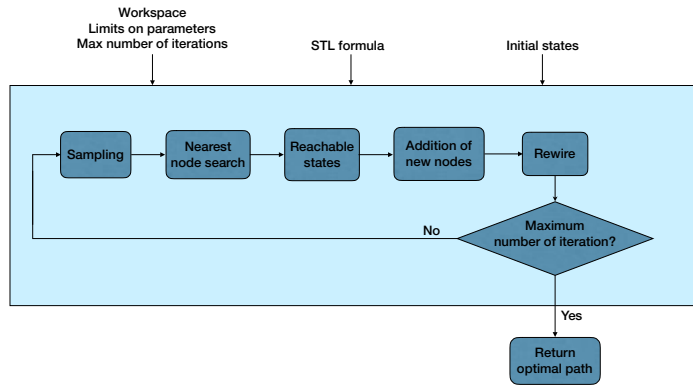 Workspace
Limits on parameters
Max number of iterations
STL formula
Initial states
Sampling
Nearest
node search
Reachable
states
Addition of
new nodes
Rewire
Maximum
number of iteration?
No
Yes
Return
optimal path